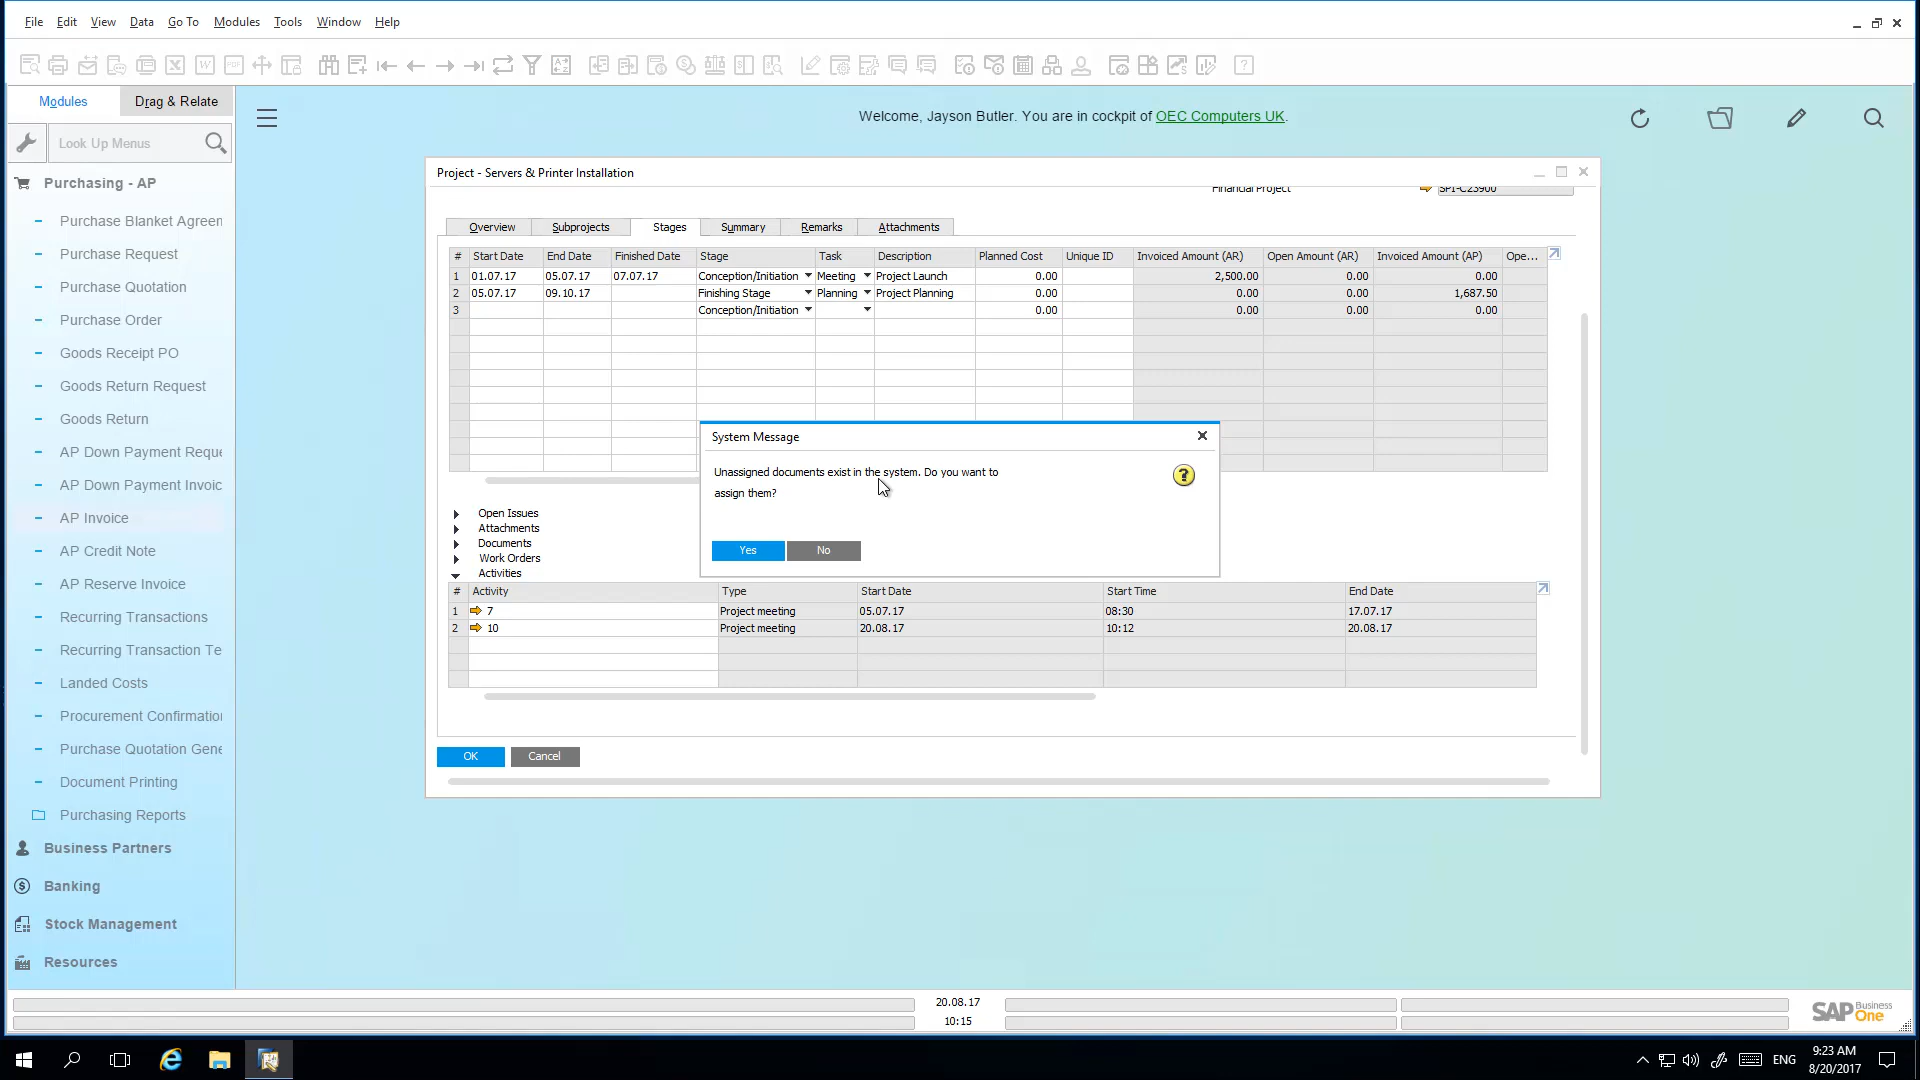 File Edit View Data Go To Modules Tools Window Help
Modules
Drag & Relate
Look Up Menus
Purchasing - AP
Purchase Blanket Agreen
Purchase Request
Purchase Quotation
Purchase Order
Goods Receipt PO
Goods Return Request
Goods Return
AP Down Payment Reque
AP Down Payment Invoic
AP Invoice
AP Credit Note
AP Reserve Invoice
Recurring Transactions
Recurring Transaction Te
Landed Costs
Procurement Confirmation
Purchase Quotation Gene
Document Printing
Purchasing Reports
Business Partners
Banking
Stock Management
Resources
Welcome, Jayson Butler. You are in cockpit of OEC Computers UK.
Project - Servers & Printer Installation
Financial Project SPI-C23900
Overview Subprojects Stages Summary Remarks Attachments
# Start Date End Date Finished Date Stage Task Description Planned Cost Unique ID Invoiced Amount (AR) Open Amount (AR) Invoiced Amount (AP) Ope...
1 01.07.17 05.07.17 07.07.17 Conception/Initiation Meeting Project Launch 0.00 2,500.00 0.00 0.00
2 05.07.17 09.10.17 Finishing Stage Planning Project Planning 0.00 0.00 0.00 1,687.50
3 Conception/Initiation 0.00 0.00 0.00 0.00
System Message
Unassigned documents exist in the system. Do you want to
assign them?
Yes No
Open Issues
Attachments
Documents
Work Orders
Activities
# Activity Type Start Date Start Time End Date
1 7 Project meeting 05.07.17 08:30 17.07.17
2 10 Project meeting 20.08.17 10:12 20.08.17
OK Cancel
20.08.17
10:15
SAP Business One
ENG
9:23 AM
8/20/2017